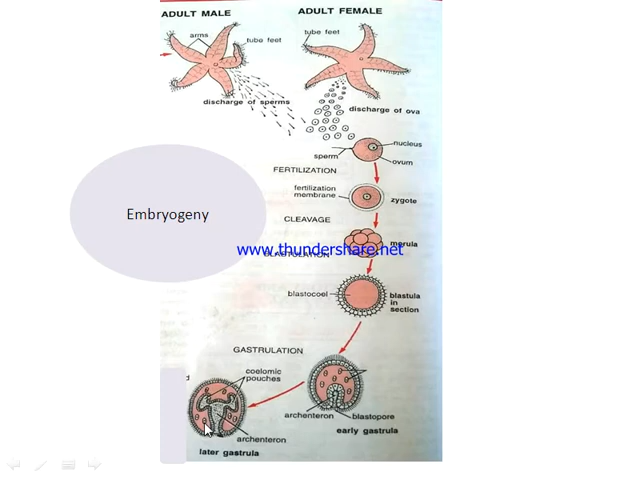 ADULT MALE
ADULT FEMALE
arms
tube feet
tube feet
discharge of sperms
discharge of ova
nucleus
sperm
ovum
FERTILIZATION
fertilization
membrane
zygote
CLEAVAGE
Embryogeny
www.thundershare.net
morula
BLASTULATION
blastocoel
blastula
in
section
GASTRULATION
coelomic
pouches
archenteron
blastopore
early gastrula
archenteron
later gastrula